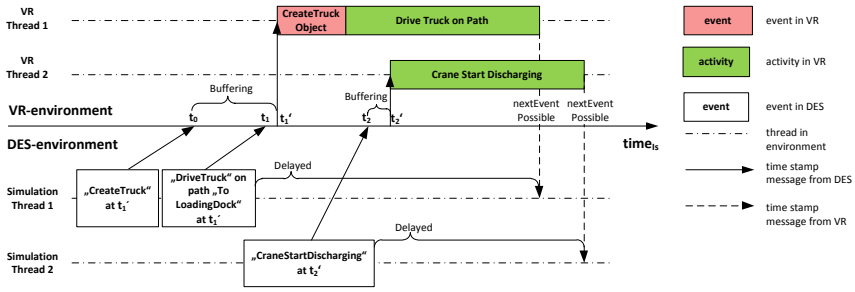 VR
Thread 1
CreateTruck
Object
Drive Truck on Path
VR
Thread 2
Crane Start Discharging
VR-environment
Buffering
Buffering
t0
t1
t1‘
t2
t2‘
nextEvent
Possible
nextEvent
Possible
DES-environment
timels
Simulation
Thread 1
„CreateTruck“
at t1´
„DriveTruck“ on
path „To
LoadingDock“
at t1´
Delayed
Simulation
Thread 2
„CraneStartDischarging“
at t2‘
Delayed
event
event in VR
activity
activity in VR
event
event in DES
thread in
environment
time stamp
message from DES
time stamp
message from VR